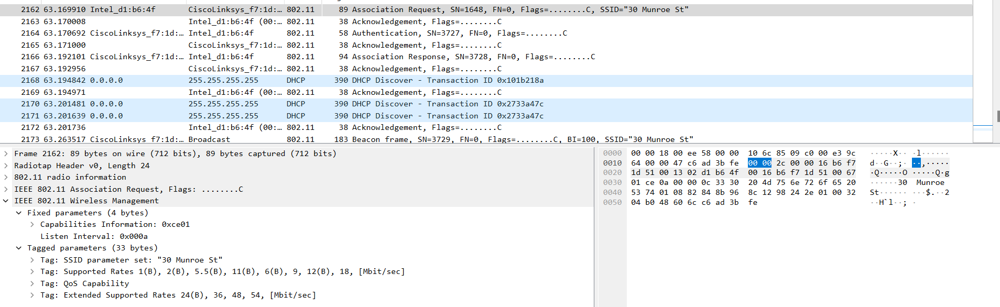 2162 63.169910 Intel_d1:b6:4f CiscoLinksys_f7:1d:… 802.11 89 Association Request, SN=1648, FN=0, Flags=........C, SSID="30 Munroe St"
2163 63.170008 Intel_d1:b6:4f (00:… 802.11 38 Acknowledgement, Flags=........C
2164 63.170692 CiscoLinksys_f7:1d:… Intel_d1:b6:4f 802.11 58 Authentication, SN=3727, FN=0, Flags=........C
2165 63.171000 CiscoLinksys_f7:1d:… 802.11 38 Acknowledgement, Flags=........C
2166 63.192101 CiscoLinksys_f7:1d:… Intel_d1:b6:4f 802.11 94 Association Response, SN=3728, FN=0, Flags=........C
2167 63.192956 CiscoLinksys_f7:1d:… 802.11 38 Acknowledgement, Flags=........C
2168 63.194842 0.0.0.0 255.255.255.255 DHCP 390 DHCP Discover - Transaction ID 0x101b218a
2169 63.194971 Intel_d1:b6:4f (00:… 802.11 38 Acknowledgement, Flags=........C
2170 63.201481 0.0.0.0 255.255.255.255 DHCP 390 DHCP Discover - Transaction ID 0x2733a47c
2171 63.201639 0.0.0.0 255.255.255.255 DHCP 390 DHCP Discover - Transaction ID 0x2733a47c
2172 63.201736 Intel_d1:b6:4f (00:… 802.11 38 Acknowledgement, Flags=........C
2173 63.263517 CiscoLinksys_f7:1d:… Broadcast 802.11 183 Beacon frame, SN=3729, FN=0, Flags=........C, BI=100, SSID="30 Munroe St"
Frame 2162: 89 bytes on wire (712 bits), 89 bytes captured (712 bits)
Radiotap Header v0, Length 24
802.11 radio information
IEEE 802.11 Association Request, Flags: ........C
IEEE 802.11 Wireless Management
Fixed parameters (4 bytes)
Capabilities Information: 0xce01
Listen Interval: 0x000a
Tagged parameters (33 bytes)
Tag: SSID parameter set: "30 Munroe St"
Tag: Supported Rates 1(B), 2(B), 5.5(B), 11(B), 6(B), 9, 12(B), 18, [Mbit/sec]
Tag: QoS Capability
Tag: Extended Supported Rates 24(B), 36, 48, 54, [Mbit/sec]
0000 00 00 18 00 ee 58 00 00 10 6c 85 09 c0 00 e3 9c ·····X·· ·l······
0010 64 00 00 47 c6 ad 3b fe 00 00 2c 00 00 16 b6 f7 d··G··;· ··,·····
0020 1d 51 00 13 02 d1 b6 4f 00 16 b6 f7 1d 51 00 67 ·Q·····O ·····Q·g
0030 01 ce 0a 00 00 0c 33 30 20 4d 75 6e 72 6f 65 20 ······30 Munroe
0040 53 74 01 08 82 84 8b 96 8c 12 98 24 2e 01 00 32 St······ ···$.··2
0050 04 b0 48 60 6c c6 ad 3b fe ··H`l··; ·